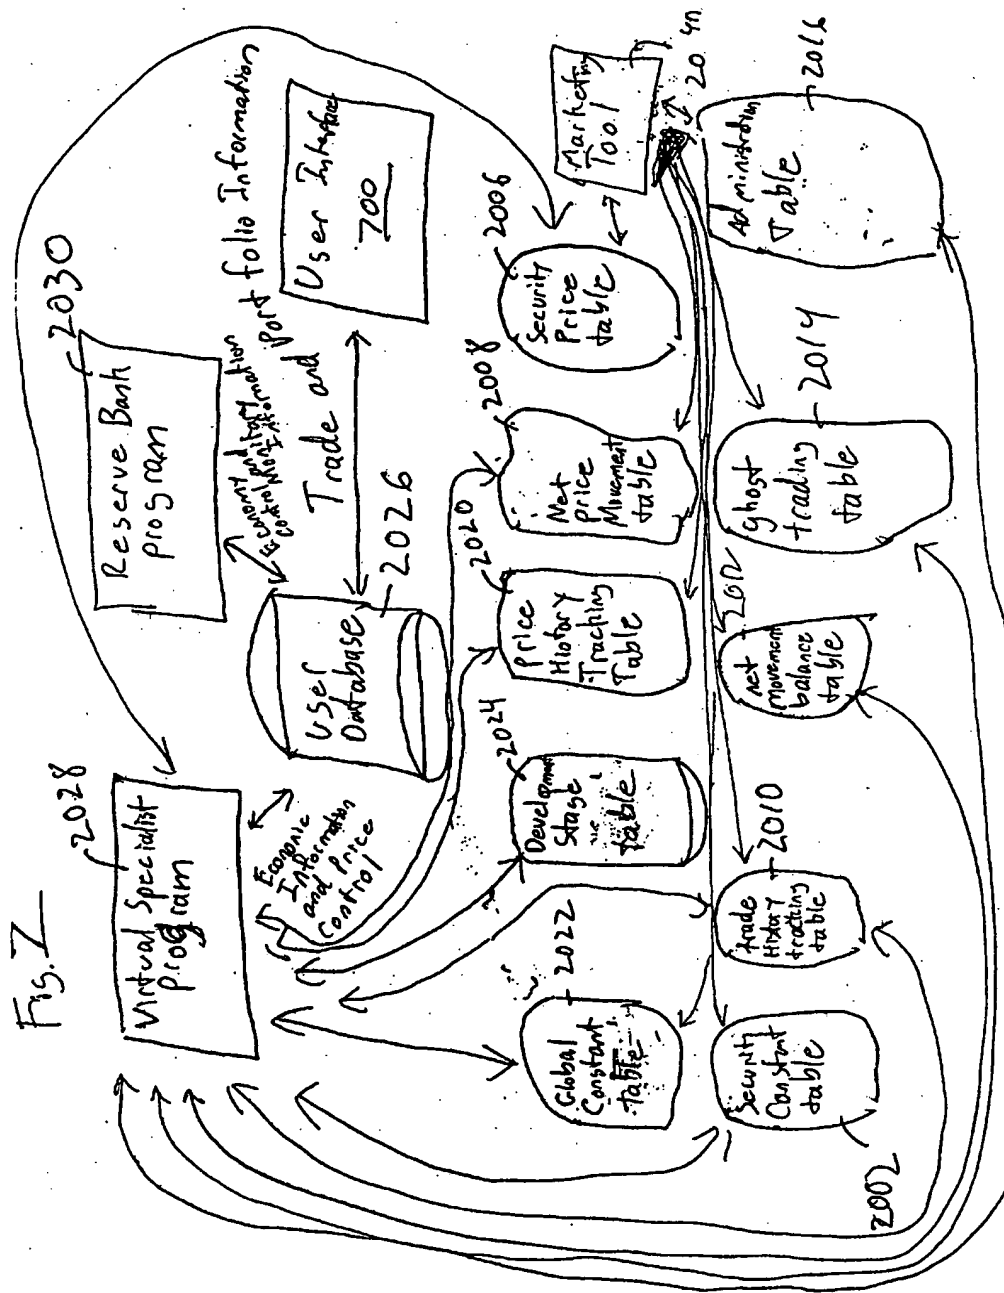 Fig. 7
Virtual Specialist
program
2028
Reserve Bank
program
2030
Economy
control
Information
Trade and Portfolio Information
User Interface
700
User
Database
2026
Economic
Information
and Price
Control
Global
Constant
table
2022
Development
Stage
table
2024
Price
History
Tracking
Table
2020
Net
Price
Movement
table
2008
Security
Price
table
2006
Marketing
Tool
Security
Constant
table
2002
trade
History
tracking
table
2010
net
movement
balance
table
2012
ghost
trading
table
2014
Administration
Table
2016